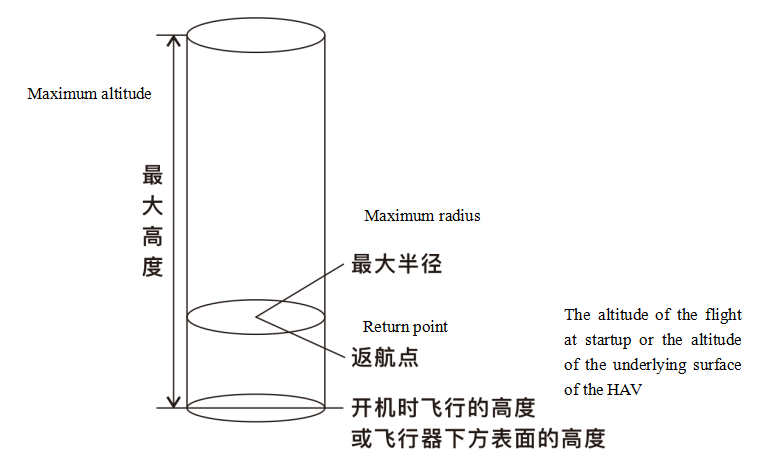 Maximum altitude
最大高度
Maximum radius
最大半径
Return point
返航点
The altitude of the flight
at startup or the altitude
of the underlying surface
of the HAV
开机时飞行的高度
或飞行器下方表面的高度